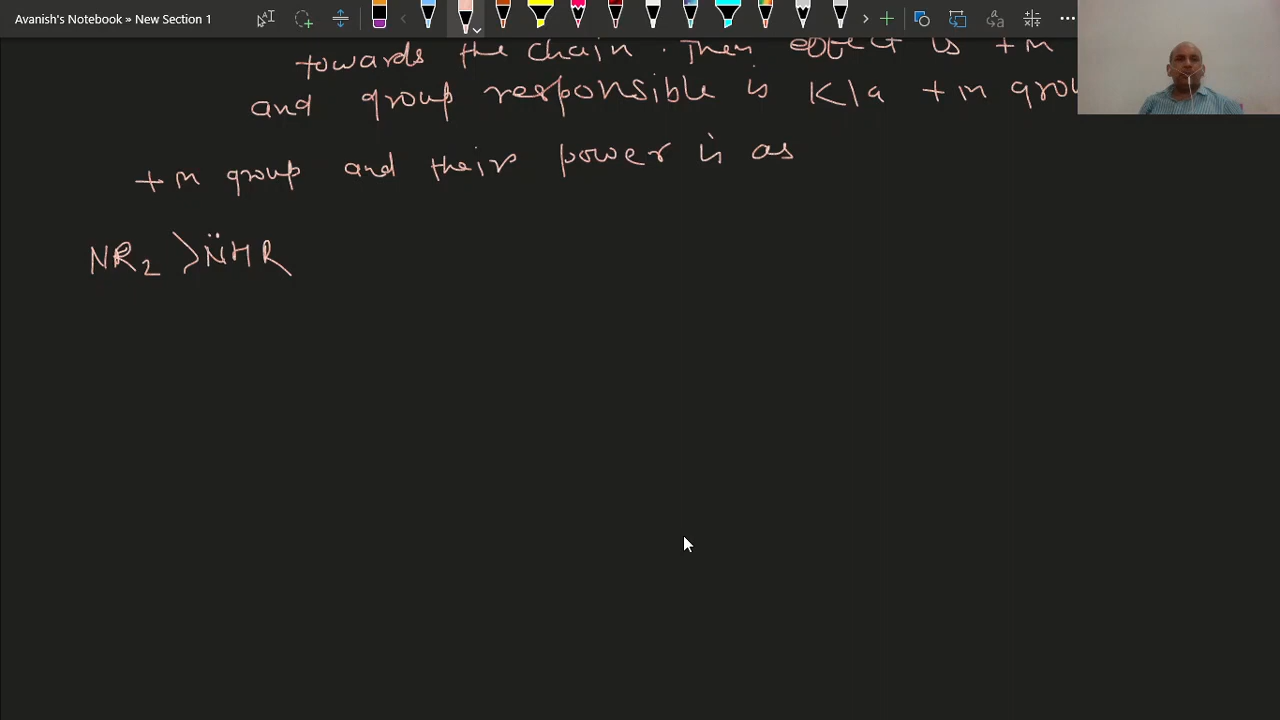 Avanish's Notebook » New Section 1
towards the chain. Then effect is +m
and group responsible is K/a +m grou
+m group and their power is as
NR₂ > N̈HR